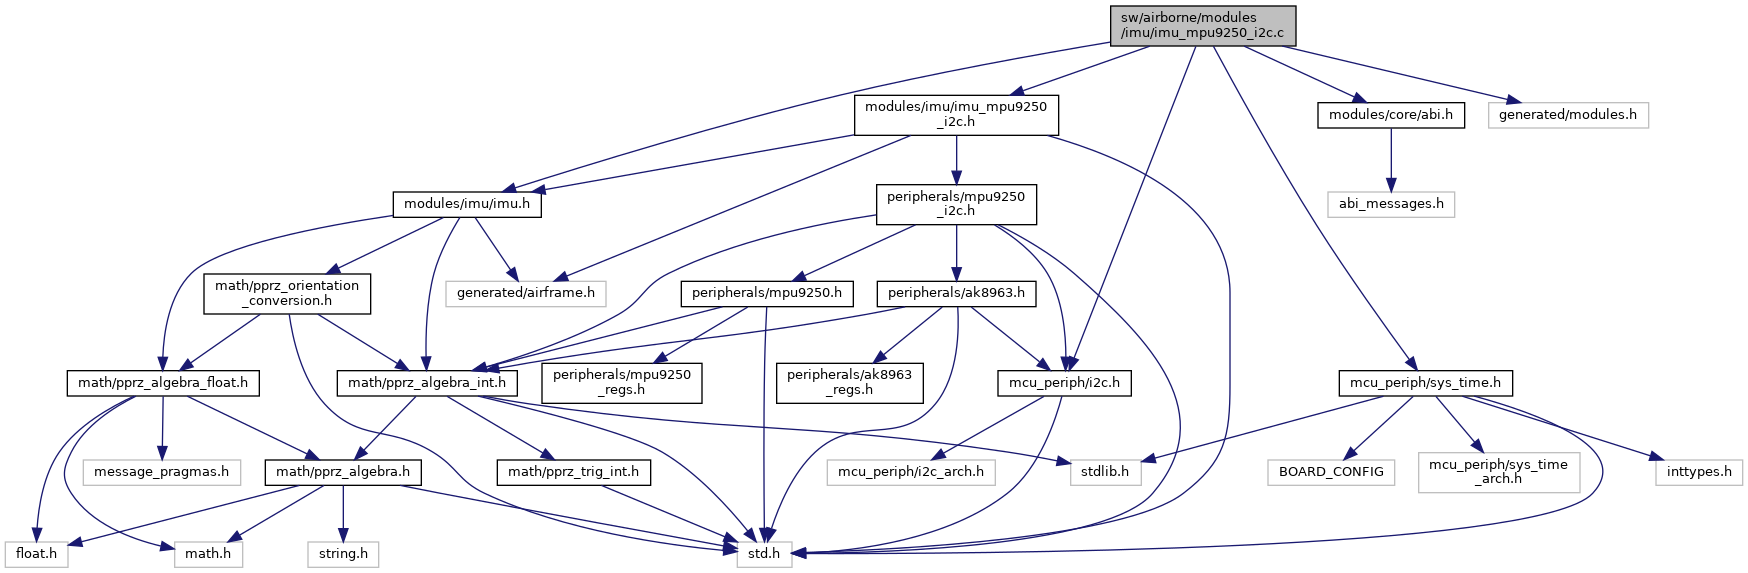 sw/airborne/modules
/imu/imu_mpu9250_i2c.c
modules/imu/imu_mpu9250
_i2c.h
modules/core/abi.h
generated/modules.h
modules/imu/imu.h
peripherals/mpu9250
_i2c.h
abi_messages.h
math/pprz_orientation
_conversion.h
generated/airframe.h
peripherals/mpu9250.h
peripherals/ak8963.h
math/pprz_algebra_float.h
math/pprz_algebra_int.h
peripherals/mpu9250
_regs.h
peripherals/ak8963
_regs.h
mcu_periph/i2c.h
mcu_periph/sys_time.h
message_pragmas.h
math/pprz_algebra.h
math/pprz_trig_int.h
mcu_periph/i2c_arch.h
stdlib.h
BOARD_CONFIG
mcu_periph/sys_time
_arch.h
inttypes.h
float.h
math.h
string.h
std.h